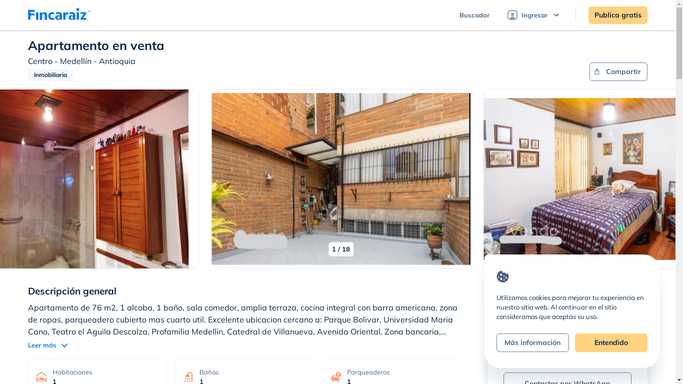 Fincaraiz
Buscador
Ingresar
Publica gratis
Apartamento en venta
Centro - Medellín - Antioquia
Inmobiliaria
Compartir
1 / 18
Descripción general
Apartamento de 76 m2, 1 alcoba, 1 baño, sala comedor, amplia terraza, cocina integral con barra americana, zona
de ropas, parqueadero cubierto mas cuarto util. Excelente ubicacion cercano a: Parque Bolivar, Universidad Maria
Cano, Teatro el Aguila Descalza, Profamilia Medellin, Catedral de Villanueva, Avenida Oriental, Zona bancaria,...
Leer más
Habitaciones
1
Baños
1
Parqueaderos
1
Utilizamos cookies para mejorar tu experiencia en
nuestro sitio web. Al continuar en el sitio
consideramos que aceptas su uso.
Más información
Entendido
Contactar por WhatsApp